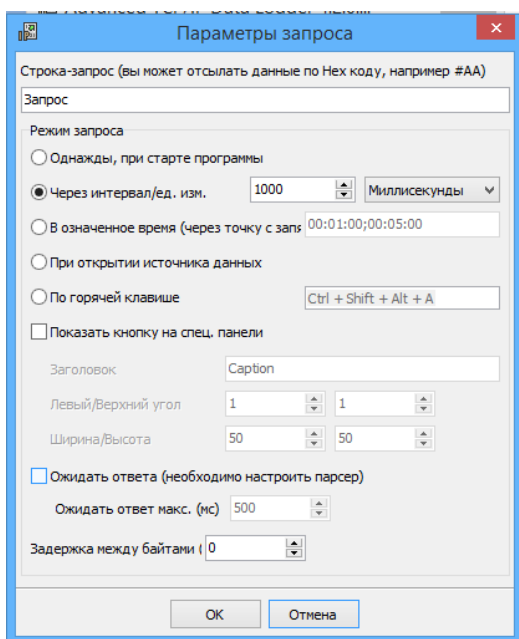 Параметры запроса
Строка-запрос (вы может отсылать данные по Hex коду, например #AA)
Запрос
Режим запроса
Однажды, при старте программы
Через интервал/ед. изм. 1000 Миллисекунды
В означенное время (через точку с запя 00:01:00;00:05:00
При открытии источника данных
По горячей клавише Ctrl + Shift + Alt + A
Показать кнопку на спец. панели
Заголовок Caption
Левый/Верхний угол 1 1
Ширина/Высота 50 50
Ожидать ответа (необходимо настроить парсер)
Ожидать ответ макс. (мс) 500
Задержка между байтами ( 0
OK Отмена